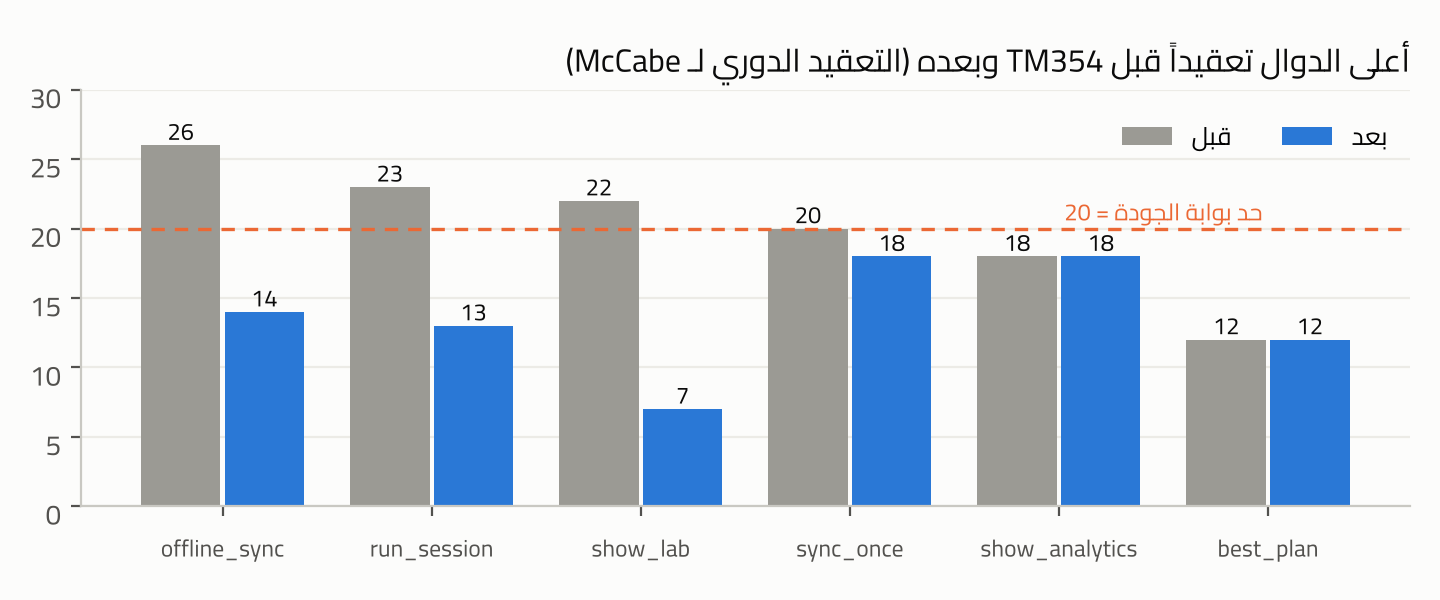 أعلى الدوال تعقيداً قبل TM354 وبعده (التعقيد الدوري لـ McCabe)
قبل
بعد
حد بوابة الجودة = 20
30
25
20
15
10
5
0
26
14
23
13
22
7
20
18
18
18
12
12
offline_sync
run_session
show_lab
sync_once
show_analytics
best_plan